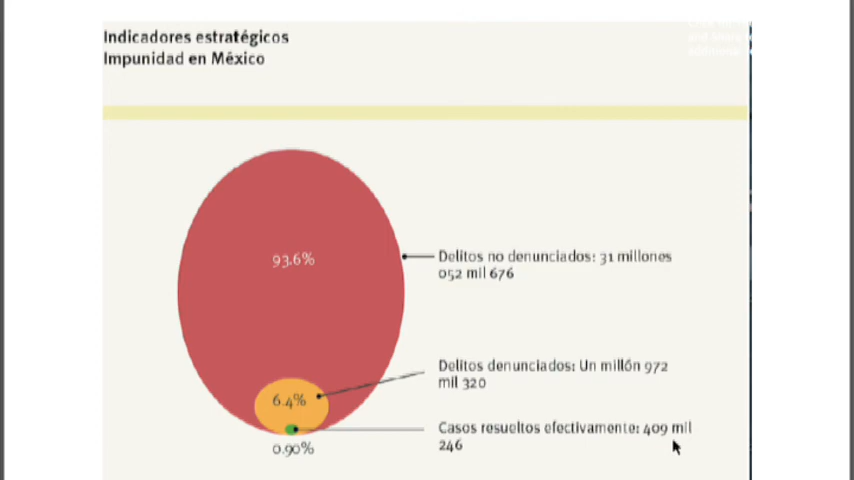 Indicadores estratégicos
Impunidad en México
93.6%
Delitos no denunciados: 31 millones
052 mil 676
Delitos denunciados: Un millón 972
mil 320
6.4%
Casos resueltos efectivamente: 409 mil
246
0.90%